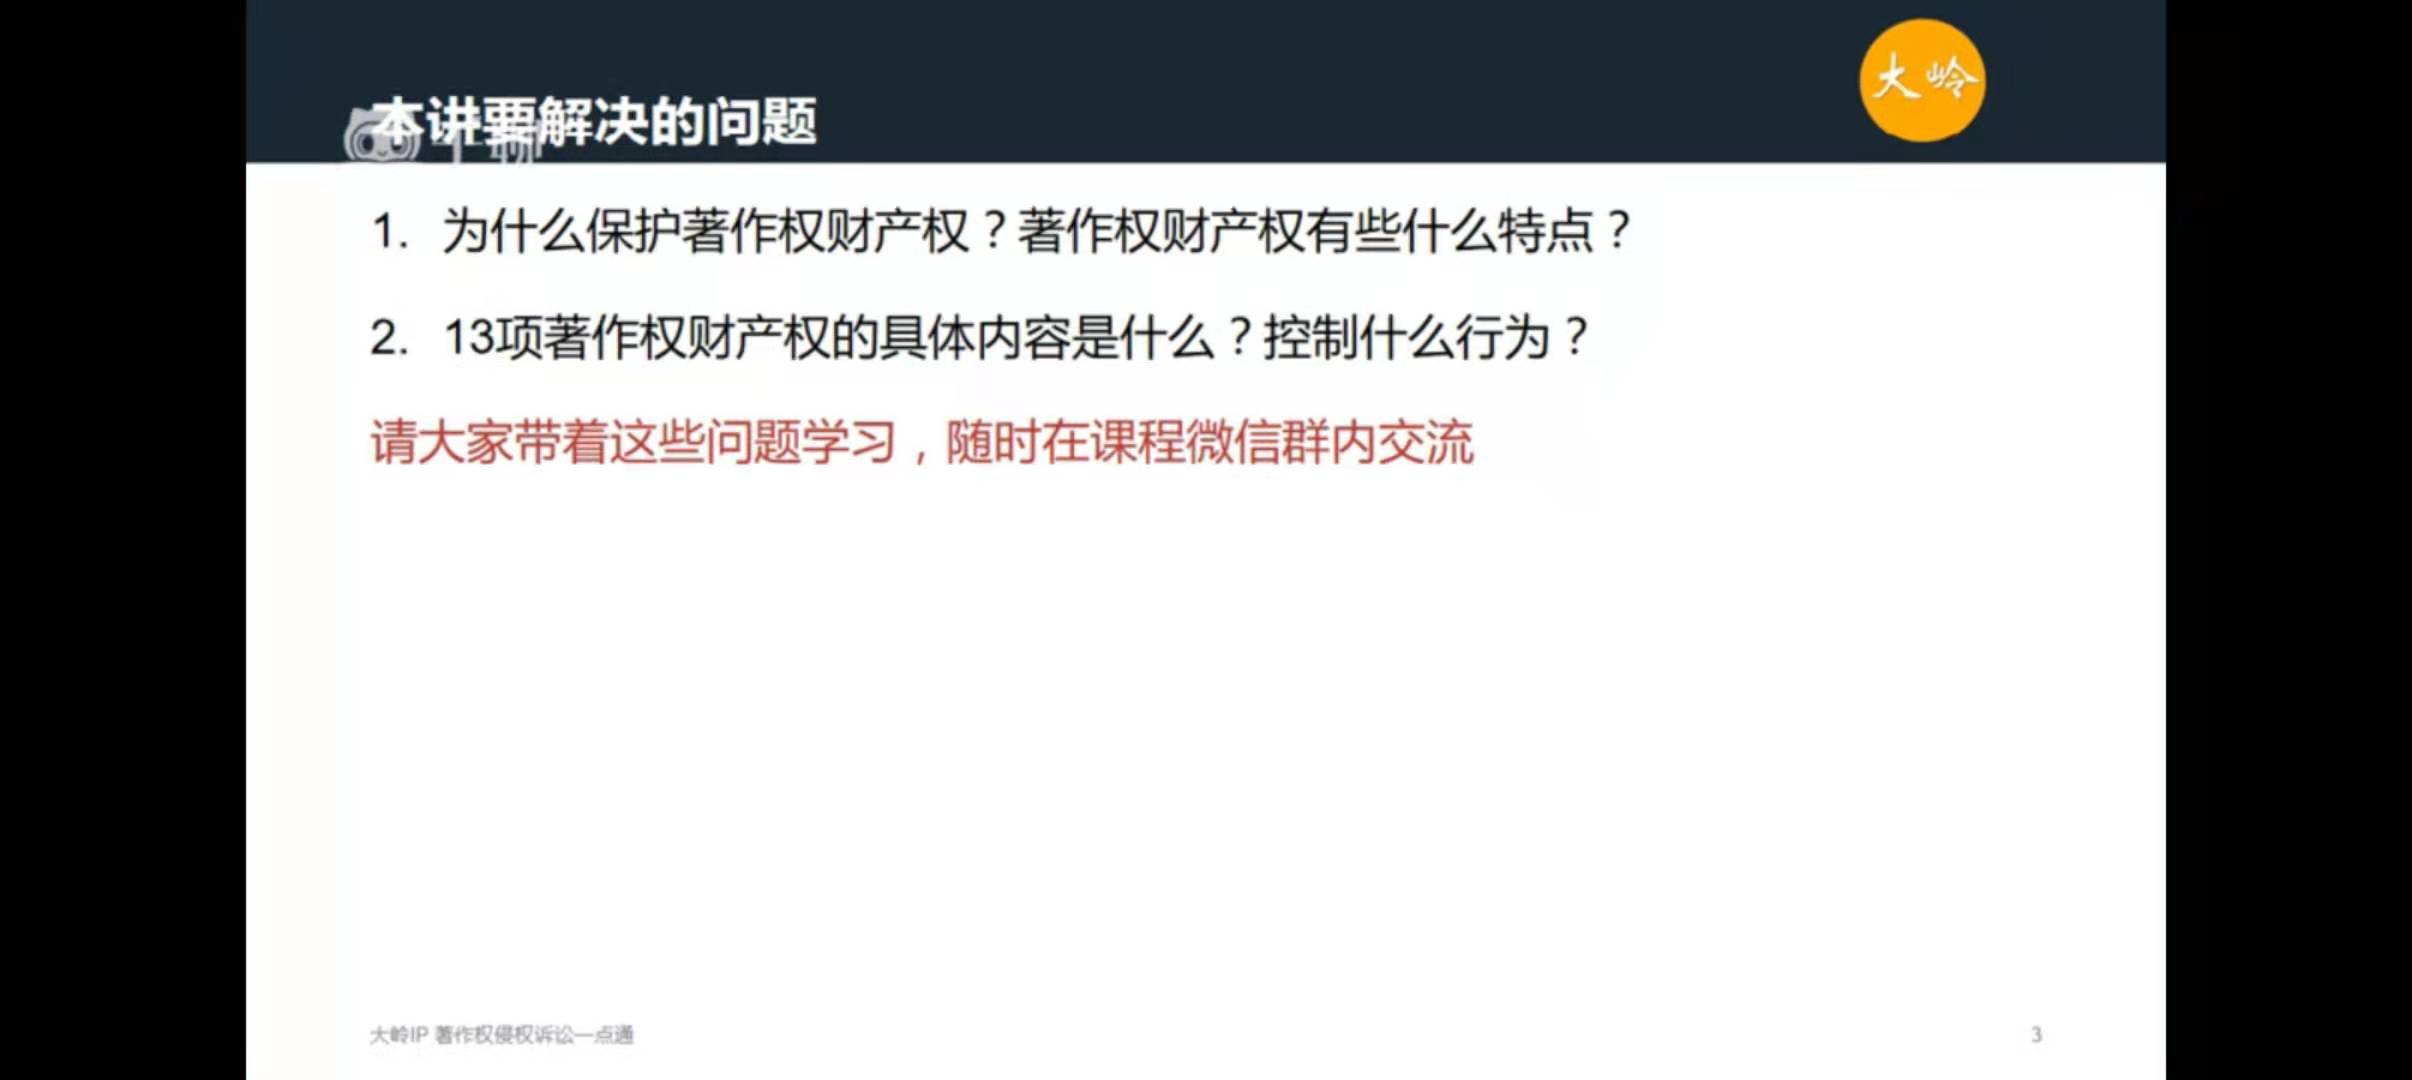 大岭
本讲要解决的问题
1. 为什么保护著作权财产权？著作权财产权有些什么特点？
2. 13项著作权财产权的具体内容是什么？控制什么行为？
请大家带着这些问题学习，随时在课程微信群内交流
大岭IP 著作权侵权诉讼一点通
3